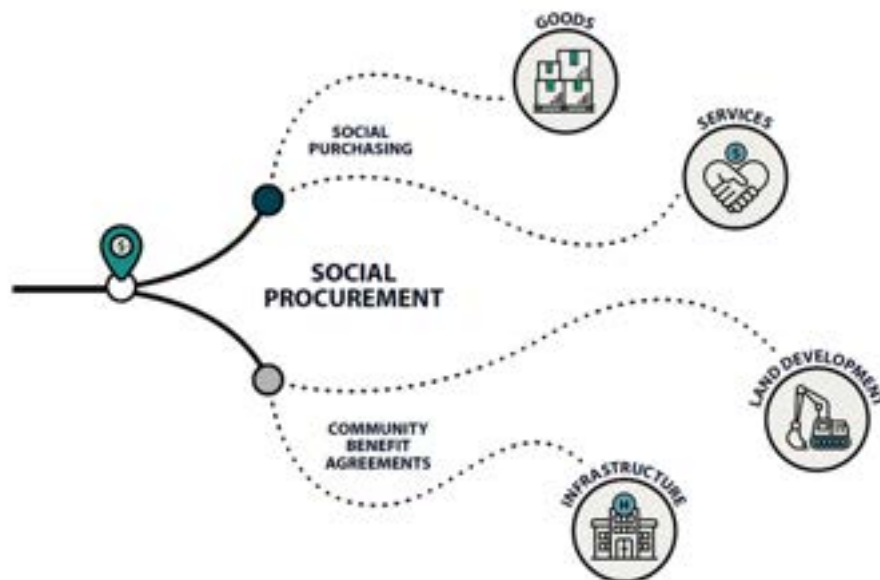 GOODS
SOCIAL
PURCHASING
SERVICES
$
$
SOCIAL
PROCUREMENT
LAND DEVELOPMENT
COMMUNITY
BENEFIT
AGREEMENTS
INFRASTRUCTURE
H